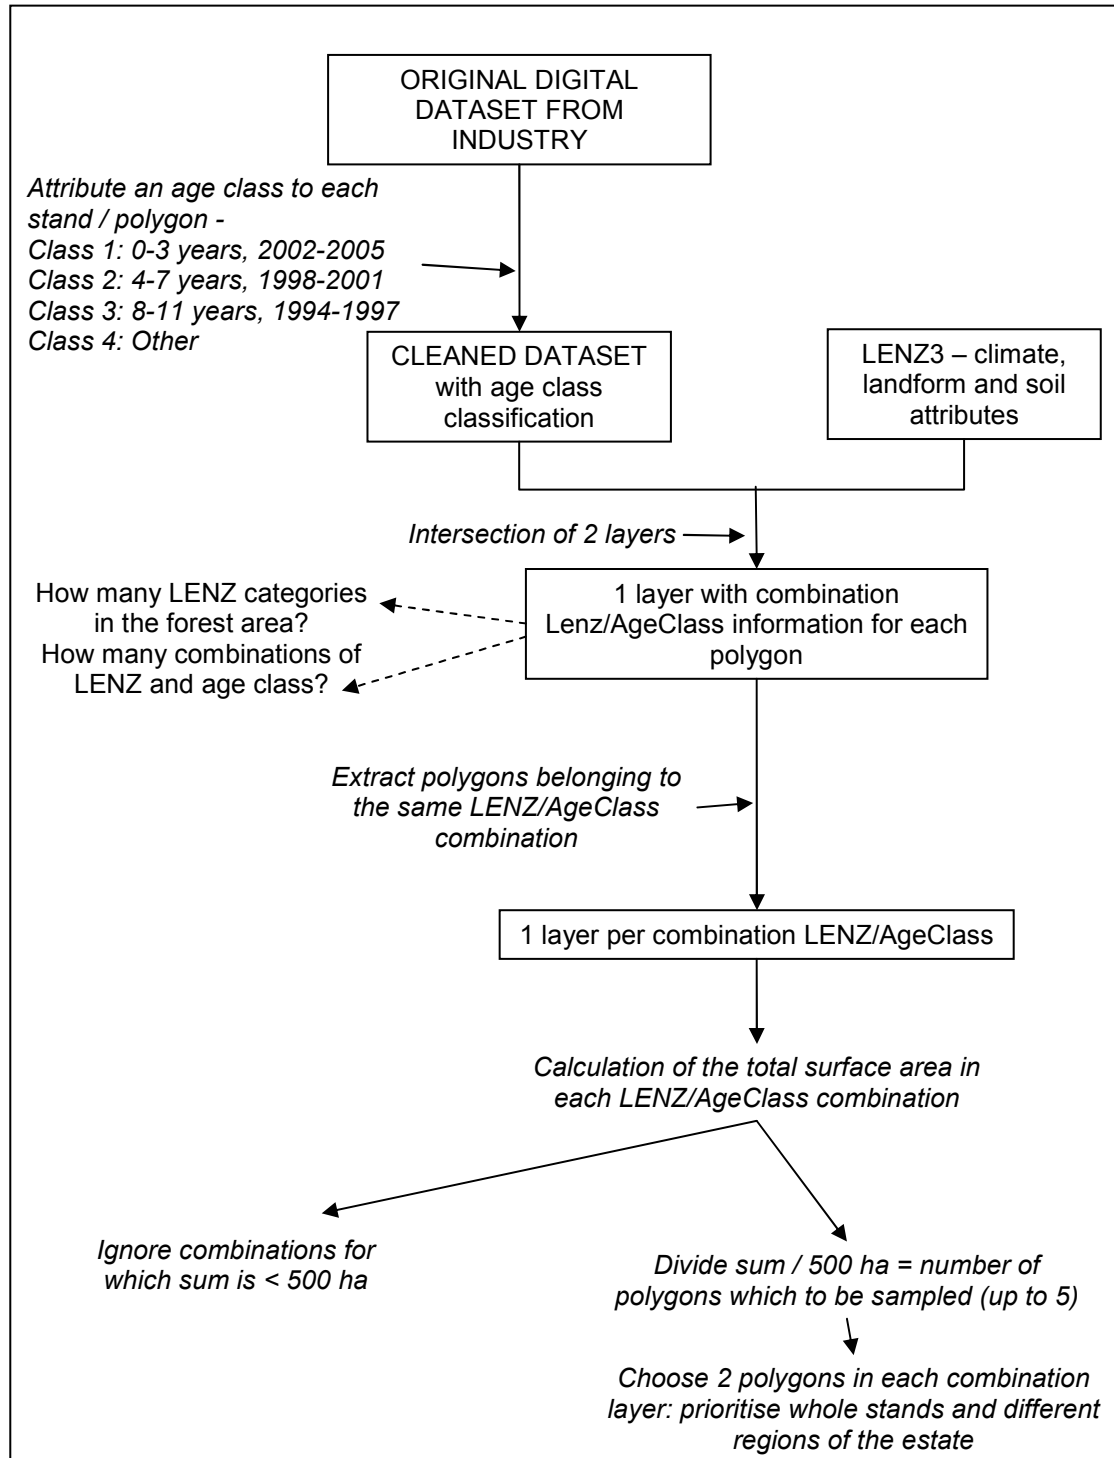 ORIGINAL DIGITAL
DATASET FROM
INDUSTRY
Attribute an age class to each
stand / polygon -
Class 1: 0-3 years, 2002-2005
Class 2: 4-7 years, 1998-2001
Class 3: 8-11 years, 1994-1997
Class 4: Other
CLEANED DATASET
with age class
classification
LENZ3 – climate,
landform and soil
attributes
Intersection of 2 layers
1 layer with combination
Lenz/AgeClass information for each
polygon
How many LENZ categories
in the forest area?
How many combinations of
LENZ and age class?
Extract polygons belonging to
the same LENZ/AgeClass
combination
1 layer per combination LENZ/AgeClass
Calculation of the total surface area in
each LENZ/AgeClass combination
Ignore combinations for
which sum is < 500 ha
Divide sum / 500 ha = number of
polygons which to be sampled (up to 5)
Choose 2 polygons in each combination
layer: prioritise whole stands and different
regions of the estate